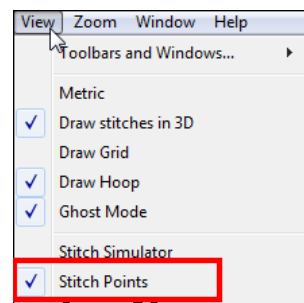 View Zoom Window Help
Toolbars and Windows...
Metric
Draw stitches in 3D
Draw Grid
Draw Hoop
Ghost Mode
Stitch Simulator
Stitch Points